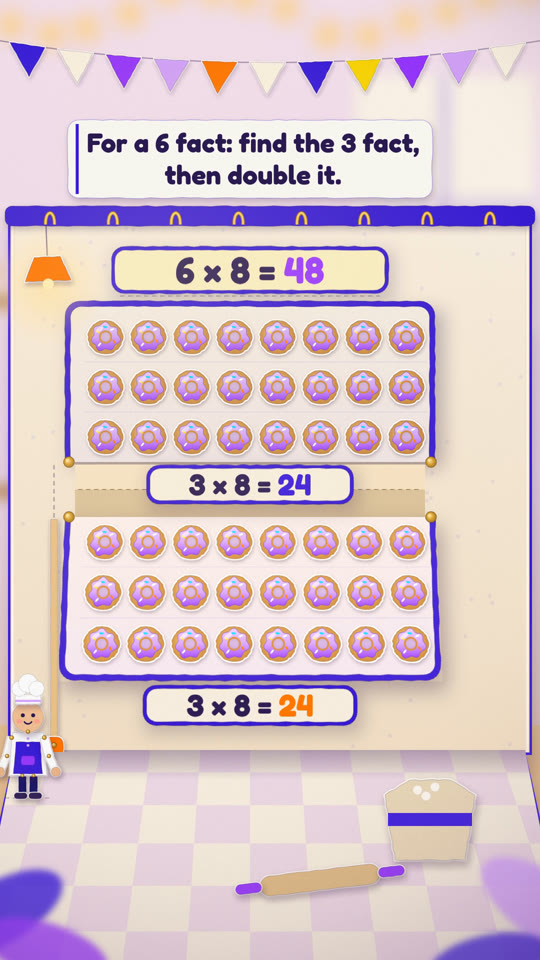 For a 6 fact: find the 3 fact,
then double it.
6 × 8 = 48
3 × 8 = 24
3 × 8 = 24